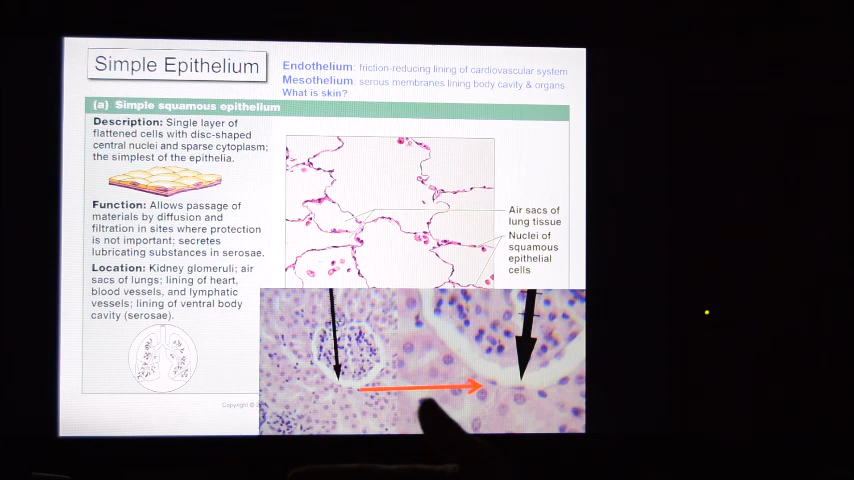 Simple Epithelium
Endothelium: friction-reducing lining of cardiovascular system
Mesothelium: serous membranes lining body cavity & organs
What is skin?
(a) Simple squamous epithelium
Description: Single layer of
flattened cells with disc-shaped
central nuclei and sparse cytoplasm;
the simplest of the epithelia.
Function: Allows passage of
materials by diffusion and
filtration in sites where protection
is not important; secretes
lubricating substances in serosae.
Location: Kidney glomeruli; air
sacs of lungs; lining of heart,
blood vessels, and lymphatic
vessels; lining of ventral body
cavity (serosae).
Air sacs of
lung tissue
Nuclei of
squamous
epithelial
cells
Copyright ©